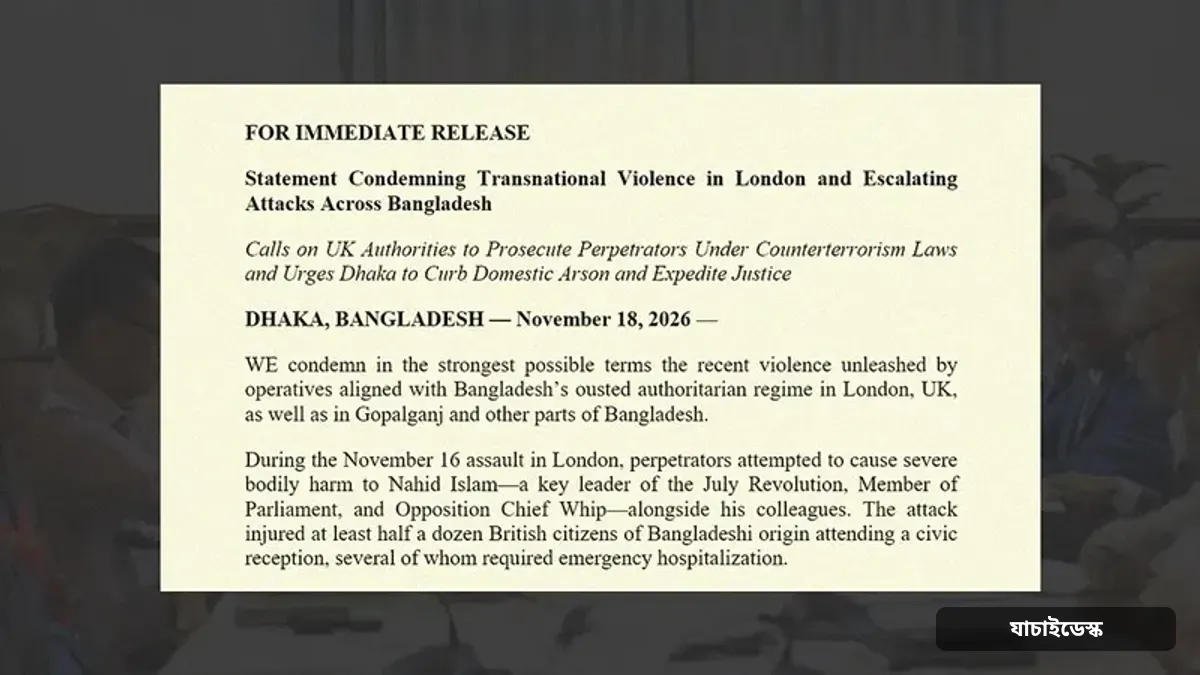 FOR IMMEDIATE RELEASE
Statement Condemning Transnational Violence in London and Escalating
Attacks Across Bangladesh
Calls on UK Authorities to Prosecute Perpetrators Under Counterterrorism Laws
and Urges Dhaka to Curb Domestic Arson and Expedite Justice
DHAKA, BANGLADESH — November 18, 2026 —
WE condemn in the strongest possible terms the recent violence unleashed by
operatives aligned with Bangladesh’s ousted authoritarian regime in London, UK,
as well as in Gopalganj and other parts of Bangladesh.
During the November 16 assault in London, perpetrators attempted to cause severe
bodily harm to Nahid Islam—a key leader of the July Revolution, Member of
Parliament, and Opposition Chief Whip—alongside his colleagues. The attack
injured at least half a dozen British citizens of Bangladeshi origin attending a civic
reception, several of whom required emergency hospitalization.
যাচাইডেস্ক